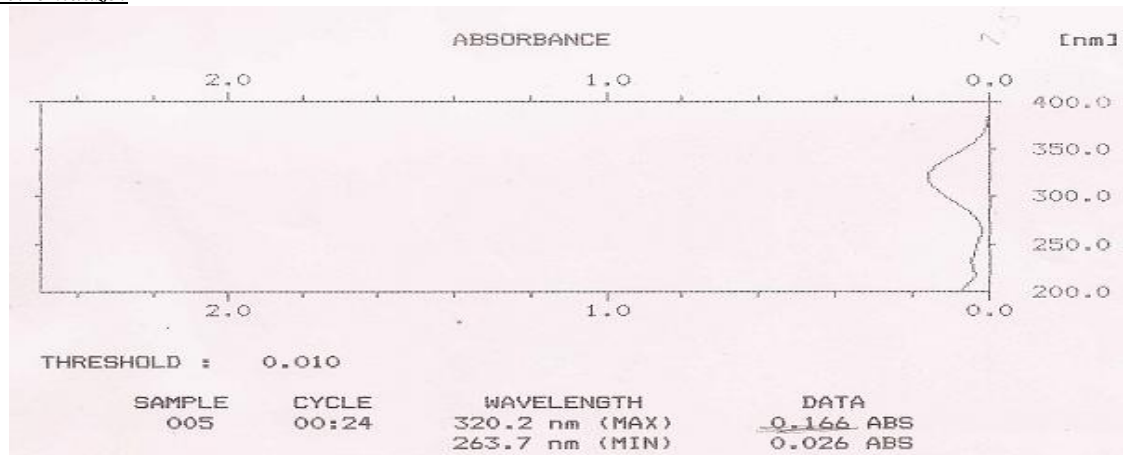 ABSORBANCE [nm]
2.0 1.0 0.0
400.0
350.0
300.0
250.0
200.0
2.0 1.0 0.0
THRESHOLD : 0.010
SAMPLE CYCLE WAVELENGTH DATA
005 00:24 320.2 nm (MAX) 0.166 ABS
263.7 nm (MIN) 0.026 ABS